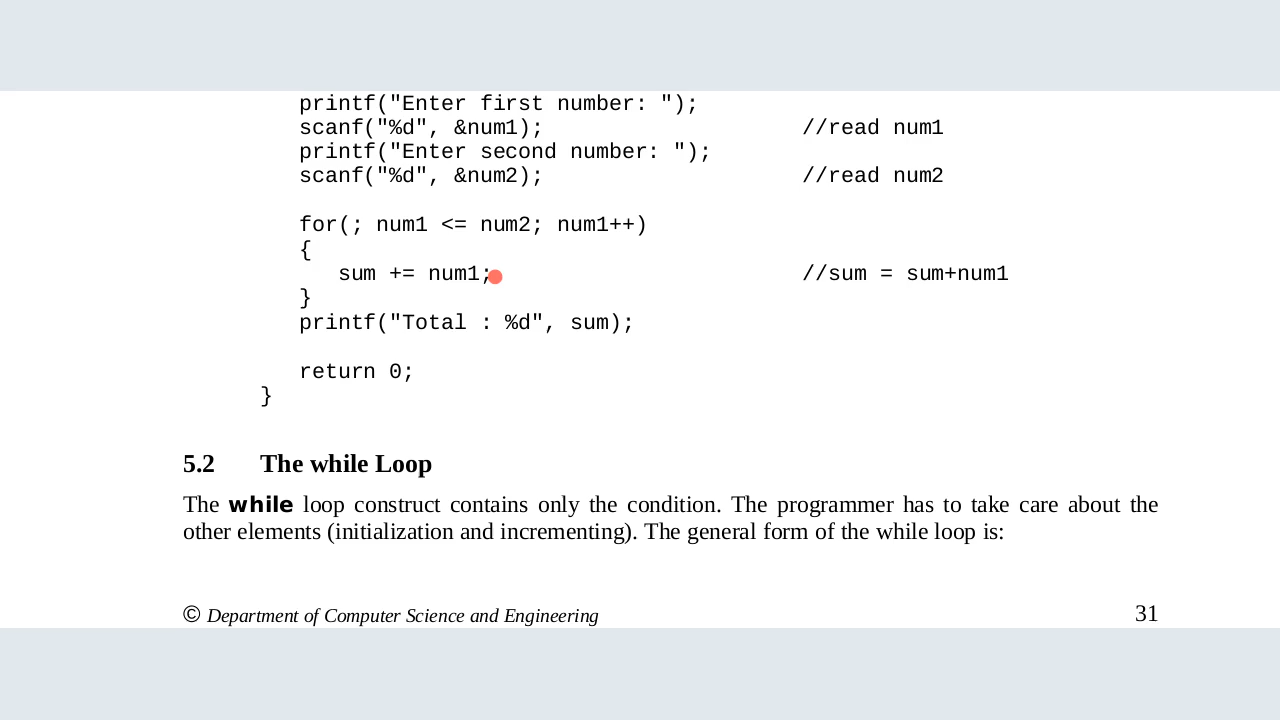 printf("Enter first number: ");
scanf("%d", &num1); //read num1
printf("Enter second number: ");
scanf("%d", &num2); //read num2
for(; num1 <= num2; num1++)
{
sum += num1; //sum = sum+num1
}
printf("Total : %d", sum);
return 0;
}
5.2 The while Loop
The while loop construct contains only the condition. The programmer has to take care about the
other elements (initialization and incrementing). The general form of the while loop is:
© Department of Computer Science and Engineering 31